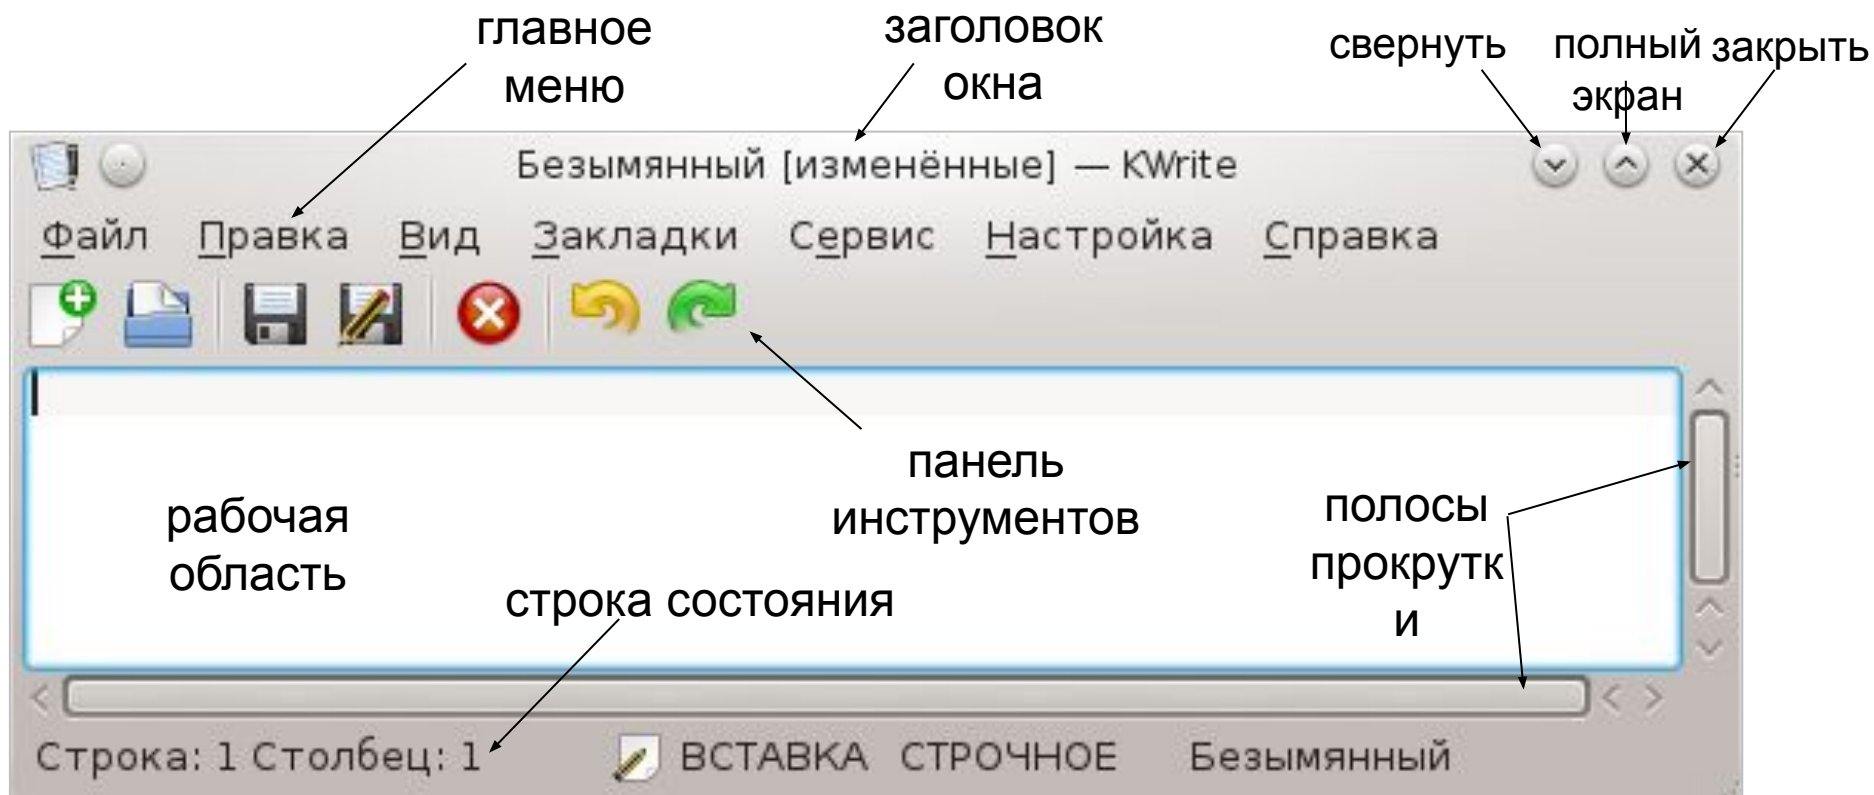 главное
меню
заголовок
окна
свернуть
полный
экран
закрыть
Безымянный [изменённые] — KWrite
Файл Правка Вид Закладки Сервис Настройка Справка
панель
инструментов
рабочая
область
полосы
прокрутк
и
строка состояния
Строка: 1 Столбец: 1 ВСТАВКА СТРОЧНОЕ Безымянный